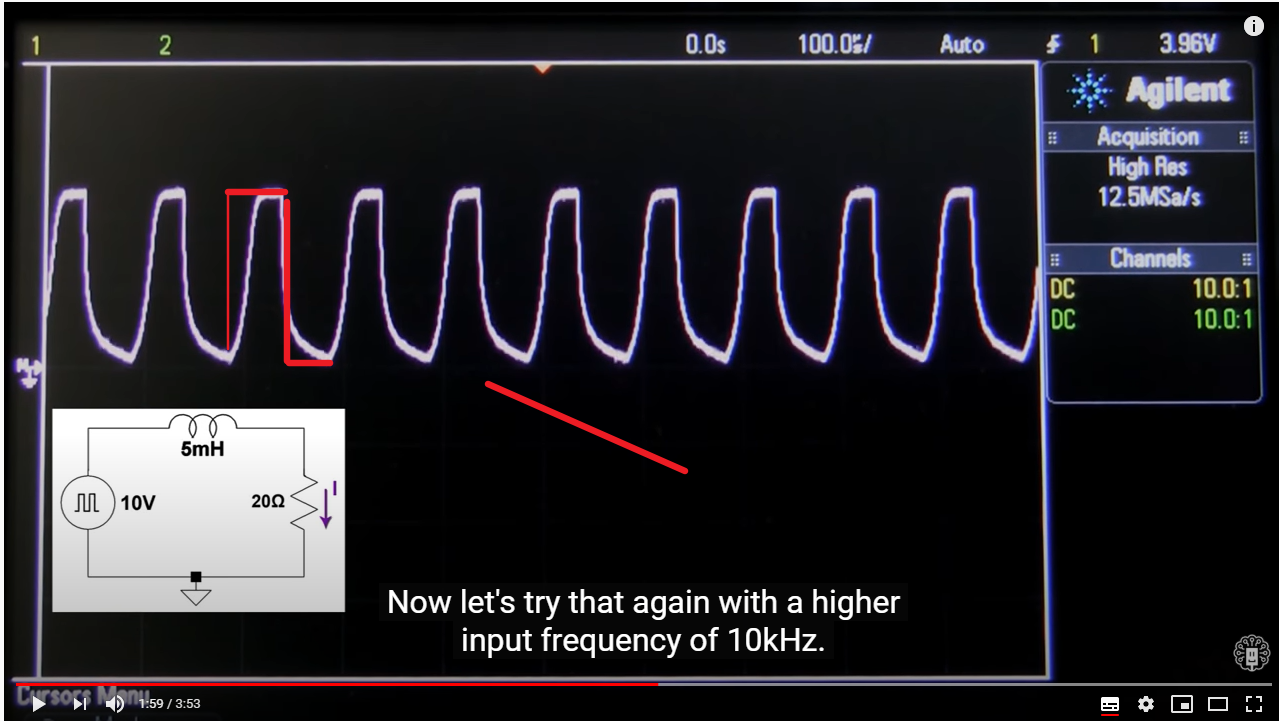 1
2
0.0s
100.0㎲/
Auto
1
3.96V
Agilent
Acquisition
High Res
12.5MSa/s
Channels
DC
10.0:1
DC
10.0:1
5mH
10V
20Ω
I
Now let's try that again with a higher
input frequency of 10kHz.
Cursors Menu
1:59 / 3:53